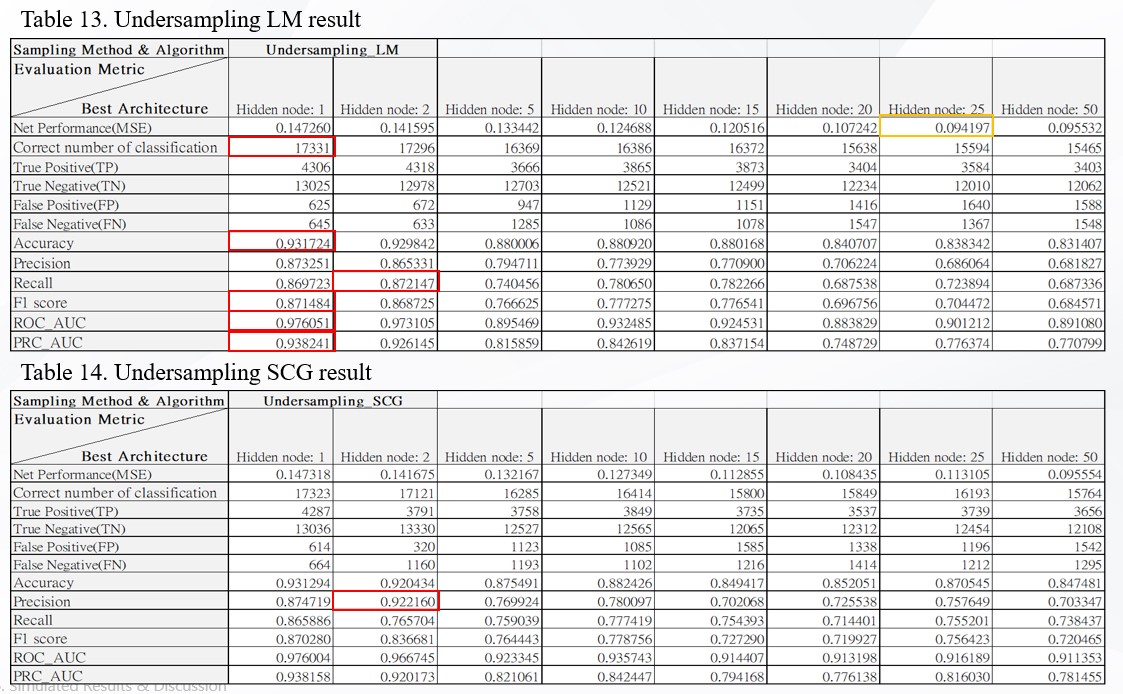 Table 13. Undersampling LM result
Sampling Method & Algorithm Undersampling_LM
Evaluation Metric
Best Architecture Hidden node: 1 Hidden node: 2 Hidden node: 5 Hidden node: 10 Hidden node: 15 Hidden node: 20 Hidden node: 25 Hidden node: 50
Net Performance(MSE) 0.147260 0.141595 0.133442 0.124688 0.120516 0.107242 0.094197 0.095532
Correct number of classification 17331 17296 16369 16386 16372 15638 15594 15465
True Positive(TP) 4306 4318 3666 3865 3873 3404 3584 3403
True Negative(TN) 13025 12978 12703 12521 12499 12234 12010 12062
False Positive(FP) 625 672 947 1129 1151 1416 1640 1588
False Negative(FN) 645 633 1285 1086 1078 1547 1367 1548
Accuracy 0.931724 0.929842 0.880006 0.880920 0.880168 0.840707 0.838342 0.831407
Precision 0.873251 0.865331 0.794711 0.773929 0.770900 0.706224 0.686064 0.681827
Recall 0.869723 0.872147 0.740456 0.780650 0.782266 0.687538 0.723894 0.687336
F1 score 0.871484 0.868725 0.766625 0.777275 0.776541 0.696756 0.704472 0.684571
ROC_AUC 0.976051 0.973105 0.895469 0.932485 0.924531 0.883829 0.901212 0.891080
PRC_AUC 0.938241 0.926145 0.815859 0.842619 0.837154 0.748729 0.776374 0.770799
Table 14. Undersampling SCG result
Sampling Method & Algorithm Undersampling_SCG
Evaluation Metric
Best Architecture Hidden node: 1 Hidden node: 2 Hidden node: 5 Hidden node: 10 Hidden node: 15 Hidden node: 20 Hidden node: 25 Hidden node: 50
Net Performance(MSE) 0.147318 0.141675 0.132167 0.127349 0.112855 0.108435 0.113105 0.095554
Correct number of classification 17323 17121 16285 16414 15800 15849 16193 15764
True Positive(TP) 4287 3791 3758 3849 3735 3537 3739 3656
True Negative(TN) 13036 13330 12527 12565 12065 12312 12454 12108
False Positive(FP) 614 320 1123 1085 1585 1338 1196 1542
False Negative(FN) 664 1160 1193 1102 1216 1414 1212 1295
Accuracy 0.931294 0.920434 0.875491 0.882426 0.849417 0.852051 0.870545 0.847481
Precision 0.874719 0.922160 0.769924 0.780097 0.702068 0.725538 0.757649 0.703347
Recall 0.865886 0.765704 0.759039 0.777419 0.754393 0.714401 0.755201 0.738437
F1 score 0.870280 0.836681 0.764443 0.778756 0.727290 0.719927 0.756423 0.720465
ROC_AUC 0.976004 0.966745 0.923345 0.935743 0.914407 0.913198 0.916189 0.911353
PRC_AUC 0.938158 0.920173 0.821061 0.842447 0.794168 0.776138 0.816030 0.781455
. Simulated Results & Discussion